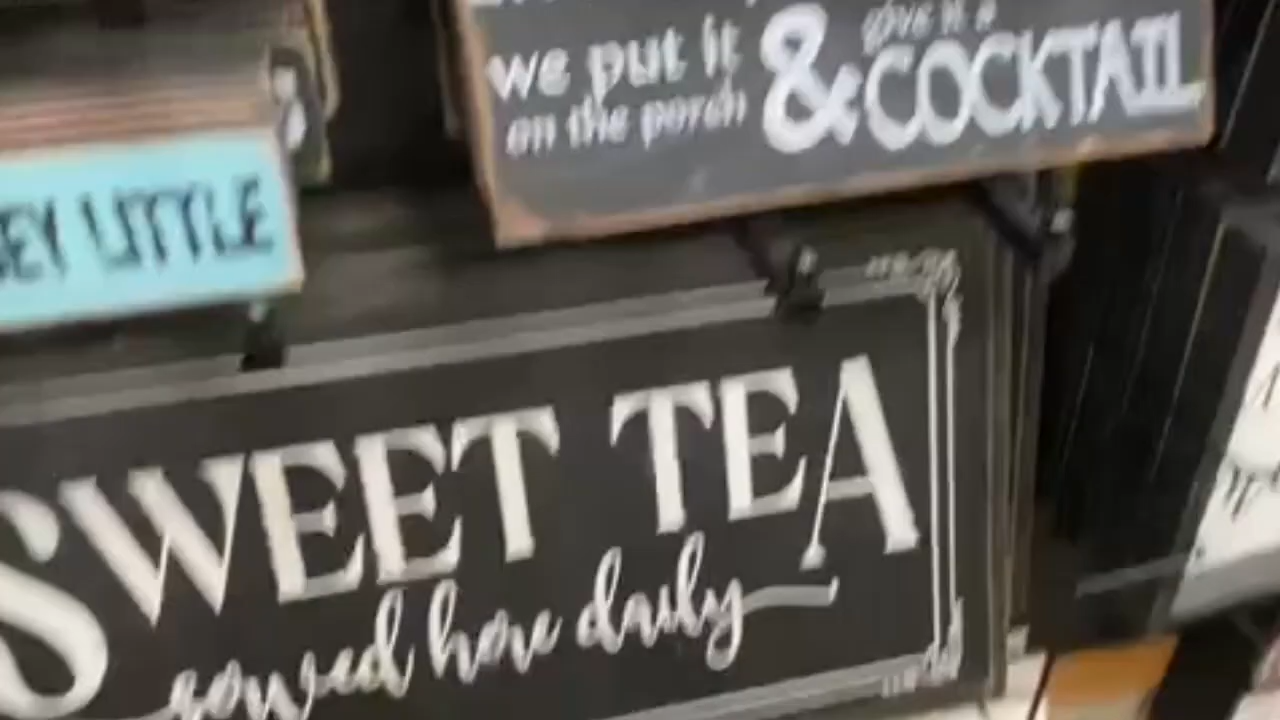 we put it
on the porch
& give it a
COCKTAIL
EY LITTLE
SWEET TEA
served here daily